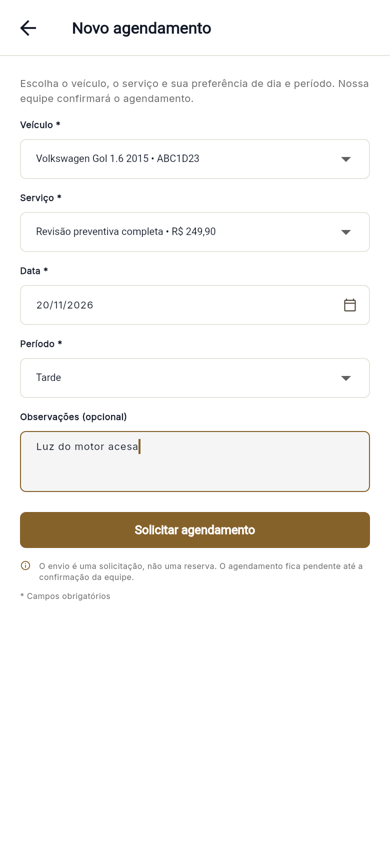 Novo agendamento
Escolha o veículo, o serviço e sua preferência de dia e período. Nossa
equipe confirmará o agendamento.
Veículo *
Volkswagen Gol 1.6 2015 • ABC1D23
Serviço *
Revisão preventiva completa • R$ 249,90
Data *
20/11/2026
Período *
Tarde
Observações (opcional)
Luz do motor acesa
Solicitar agendamento
O envio é uma solicitação, não uma reserva. O agendamento fica pendente até a
confirmação da equipe.
* Campos obrigatórios